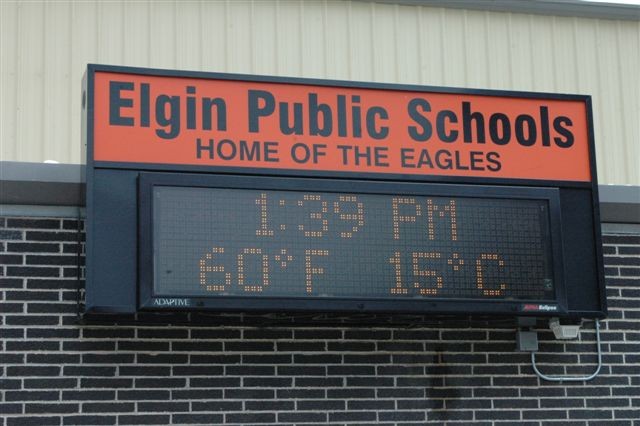 Elgin Public Schools
HOME OF THE EAGLES
1:39 PM
60°F 15°C
ADAPTIVE